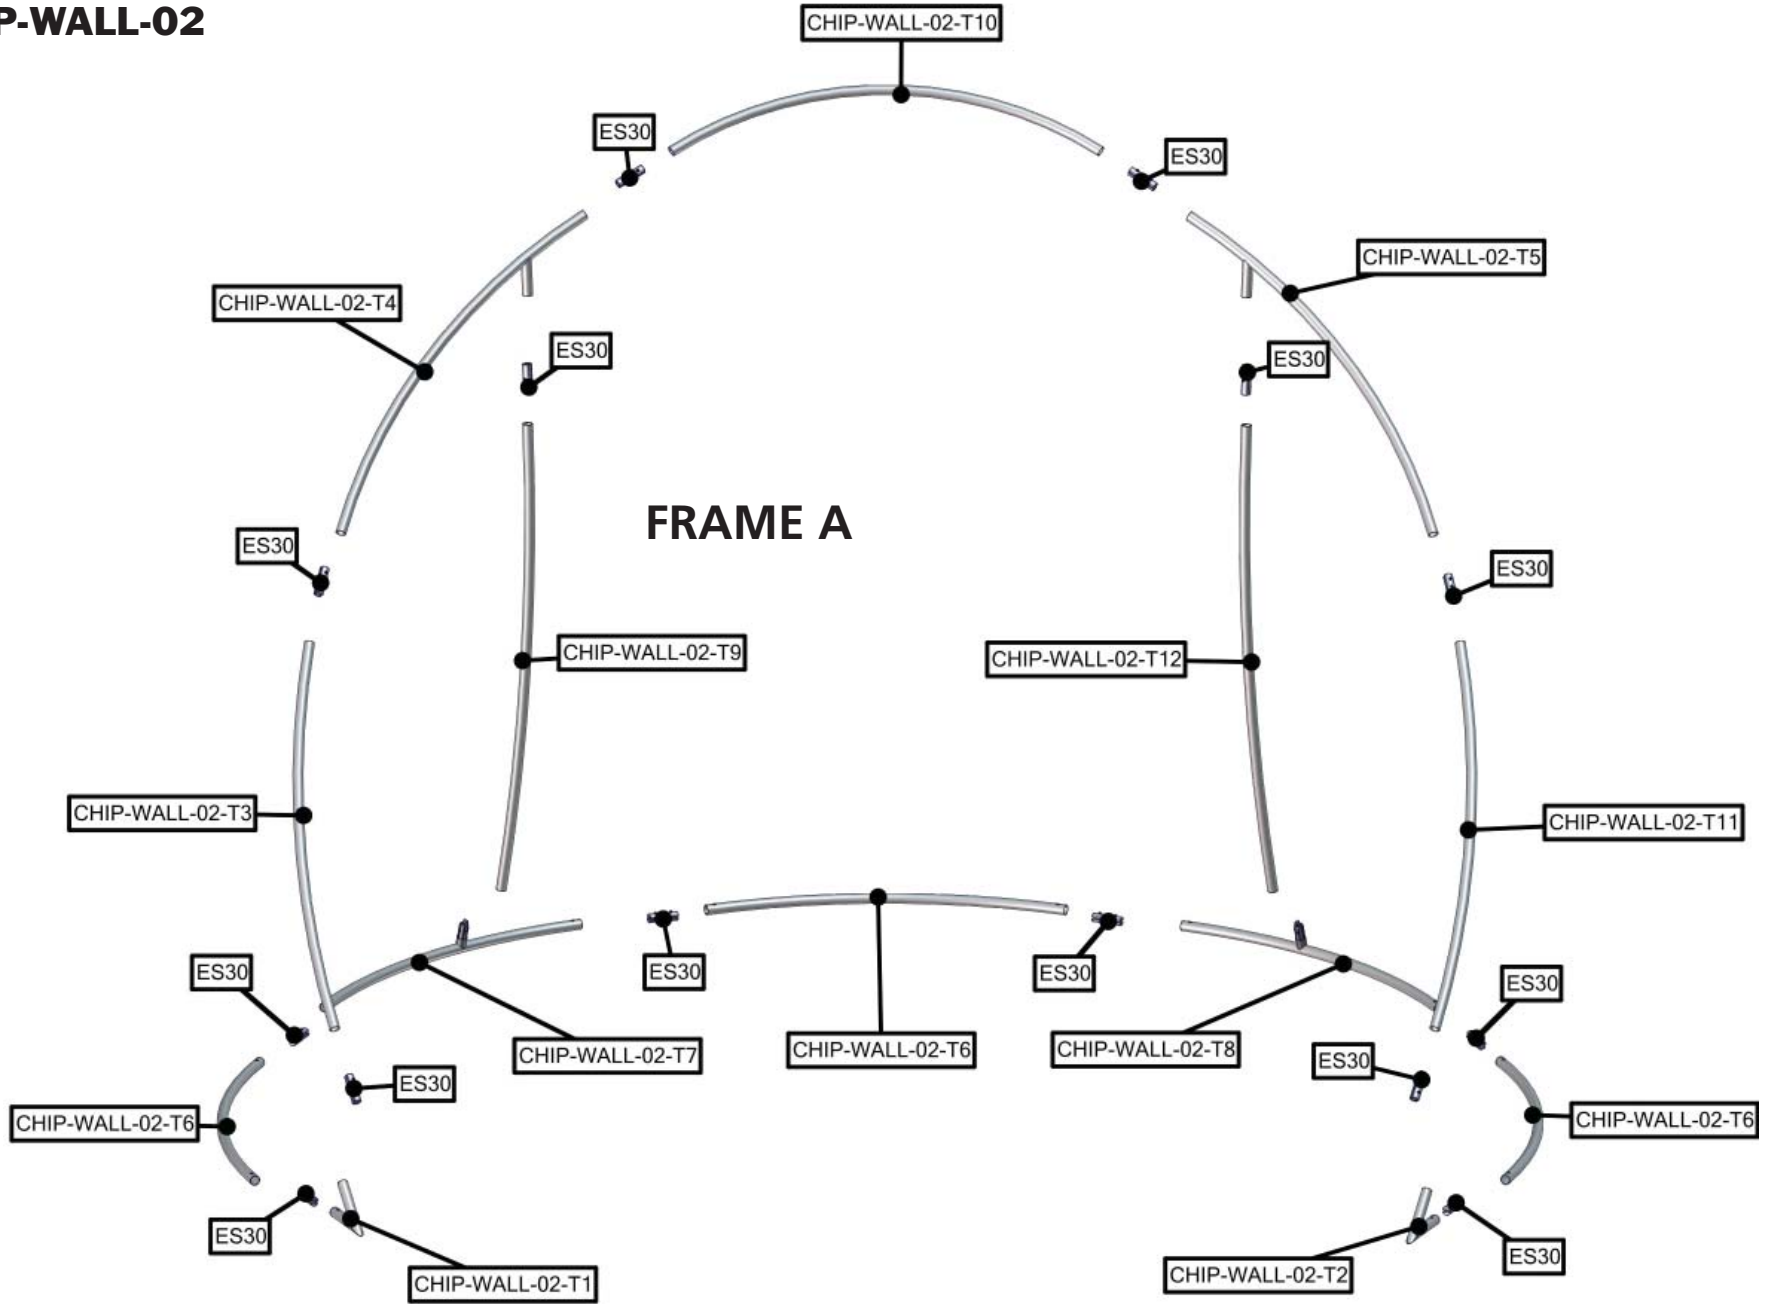 P-WALL-02
CHIP-WALL-02-T10
ES30
ES30
CHIP-WALL-02-T5
CHIP-WALL-02-T4
ES30
ES30
FRAME A
ES30
ES30
CHIP-WALL-02-T9
CHIP-WALL-02-T12
CHIP-WALL-02-T3
CHIP-WALL-02-T11
ES30
ES30
ES30
ES30
CHIP-WALL-02-T7
CHIP-WALL-02-T6
CHIP-WALL-02-T8
ES30
ES30
CHIP-WALL-02-T6
CHIP-WALL-02-T6
ES30
ES30
CHIP-WALL-02-T1
CHIP-WALL-02-T2